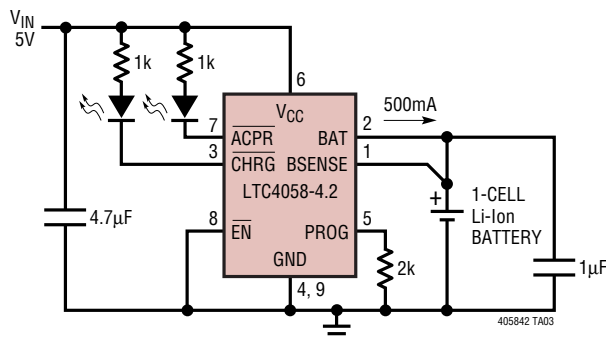 VIN
5V
1k
1k
6
VCC
500mA
7
ACPR
BAT
2
3
CHRG
BSENSE
1
LTC4058-4.2
4.7µF
8
EN
PROG
5
GND
4, 9
2k
+
1-CELL
Li-Ion
BATTERY
1µF
405842 TA03